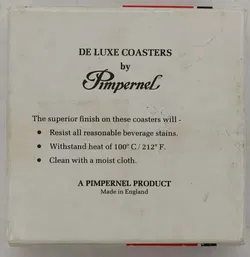 DE LUXE COASTERS
by
Pimpernel
The superior finish on these coasters will -
• Resist all reasonable beverage stains.
• Withstand heat of 100° C / 212° F.
• Clean with a moist cloth.
A PIMPERNEL PRODUCT
Made in England